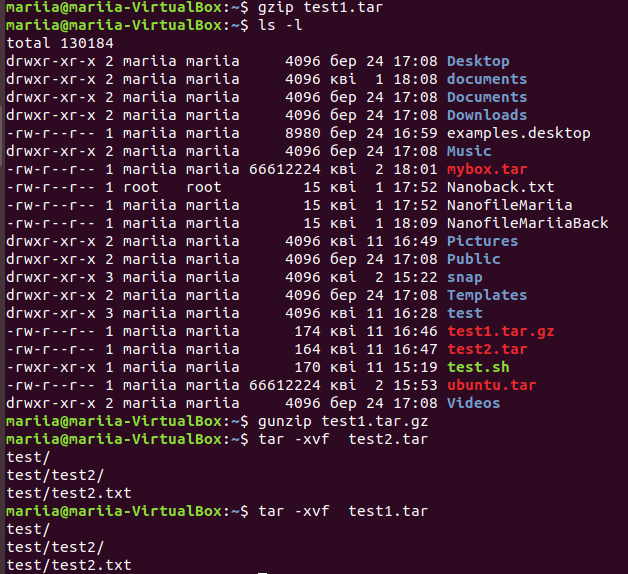 mariia@mariia-VirtualBox:~$ gzip test1.tar
mariia@mariia-VirtualBox:~$ ls -l
total 130184
drwxr-xr-x 2 mariia mariia     4096 бер 24 17:08 Desktop
drwxr-xr-x 2 mariia mariia     4096 кві  1 18:08 documents
drwxr-xr-x 2 mariia mariia     4096 бер 24 17:08 Documents
drwxr-xr-x 2 mariia mariia     4096 бер 24 17:08 Downloads
-rw-r--r-- 1 mariia mariia     8980 бер 24 16:59 examples.desktop
drwxr-xr-x 2 mariia mariia     4096 бер 24 17:08 Music
-rw-r--r-- 1 mariia mariia 66612224 кві  2 18:01 mybox.tar
-rw-r--r-- 1 root   root         15 кві  1 17:52 Nanoback.txt
-rw-r--r-- 1 mariia mariia       15 кві  1 17:52 NanofileMariia
-rw-r--r-- 1 mariia mariia       15 кві  1 18:09 NanofileMariiaBack
drwxr-xr-x 2 mariia mariia     4096 кві 11 16:49 Pictures
drwxr-xr-x 2 mariia mariia     4096 бер 24 17:08 Public
drwxr-xr-x 3 mariia mariia     4096 кві  2 15:22 snap
drwxr-xr-x 2 mariia mariia     4096 бер 24 17:08 Templates
drwxr-xr-x 3 mariia mariia     4096 кві 11 16:28 test
-rw-r--r-- 1 mariia mariia      174 кві 11 16:46 test1.tar.gz
-rw-r--r-- 1 mariia mariia      164 кві 11 16:47 test2.tar
-rwxr-xr-x 1 mariia mariia      170 кві 11 15:19 test.sh
-rw-r--r-- 1 mariia mariia 66612224 кві  2 15:53 ubuntu.tar
drwxr-xr-x 2 mariia mariia     4096 бер 24 17:08 Videos
mariia@mariia-VirtualBox:~$ gunzip test1.tar.gz
mariia@mariia-VirtualBox:~$ tar -xvf  test2.tar
test/
test/test2/
test/test2.txt
mariia@mariia-VirtualBox:~$ tar -xvf  test1.tar
test/
test/test2/
test/test2.txt